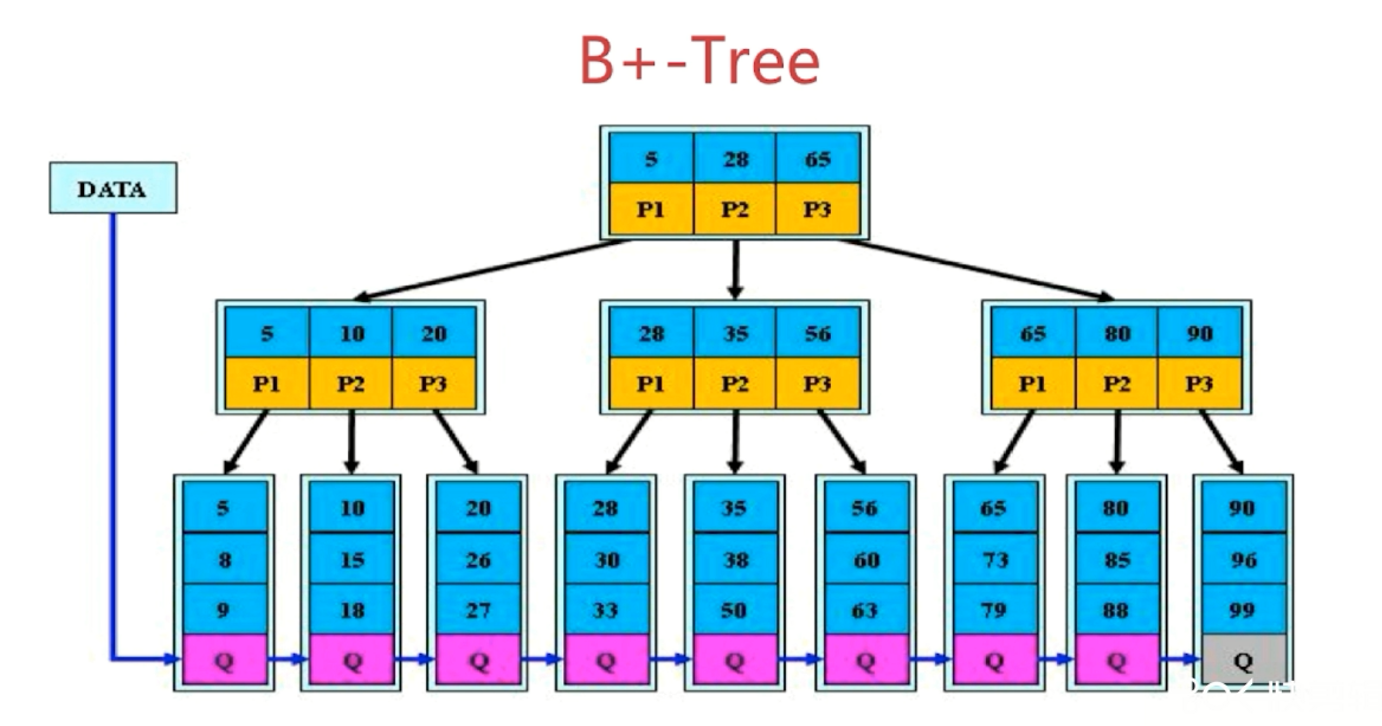 B+-Tree
5 28 65
DATA
P1 P2 P3
5 10 20 28 35 56 65 80 90
P1 P2 P3 P1 P2 P3 P1 P2 P3
5 10 20 28 35 56 65 80 90
8 15 26 30 38 60 73 85 96
9 18 27 33 50 63 79 88 99
Q Q Q Q Q Q Q Q Q